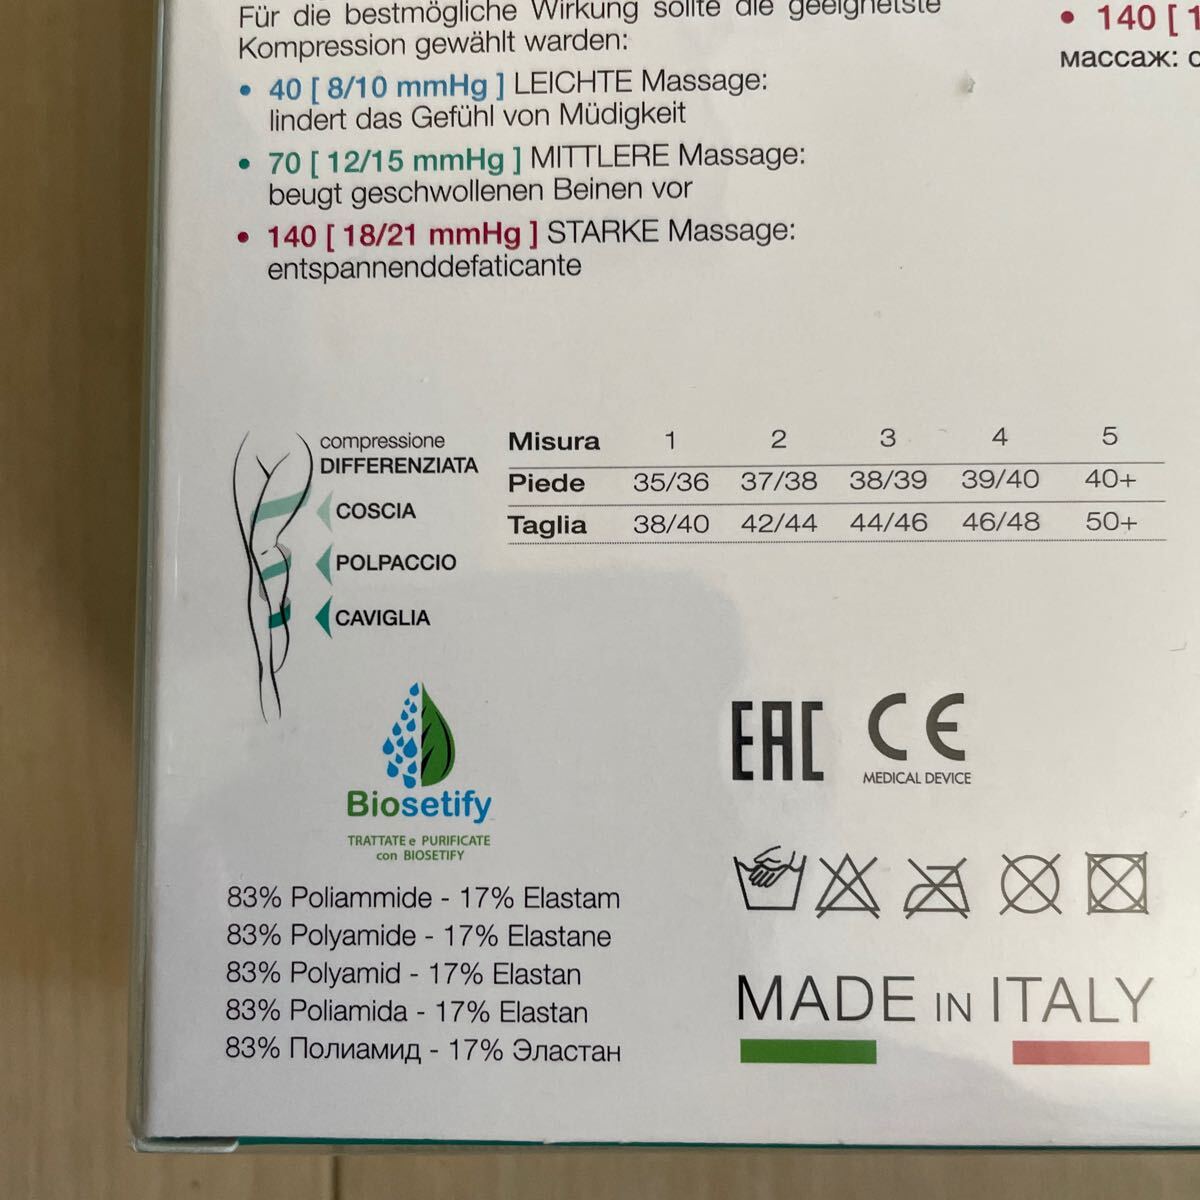 Für die bestmögliche Wirkung sollte die geeignetste
Kompression gewählt warden:
• 40 [ 8/10 mmHg ] LEICHTE Massage:
lindert das Gefühl von Müdigkeit
• 70 [ 12/15 mmHg ] MITTLERE Massage:
beugt geschwollenen Beinen vor
• 140 [ 18/21 mmHg ] STARKE Massage:
entspannenddefaticante
• 140 [ 1
массаж: с
compressione
DIFFERENZIATA
COSCIA
POLPACCIO
CAVIGLIA
Misura 1 2 3 4 5
Piede 35/36 37/38 38/39 39/40 40+
Taglia 38/40 42/44 44/46 46/48 50+
Biosetify
TRATTATE e PURIFICATE
con BIOSETIFY
EAC CE
MEDICAL DEVICE
83% Poliammide - 17% Elastam
83% Polyamide - 17% Elastane
83% Polyamid - 17% Elastan
83% Poliamida - 17% Elastan
83% Полиамид - 17% Эластан
MADE IN ITALY